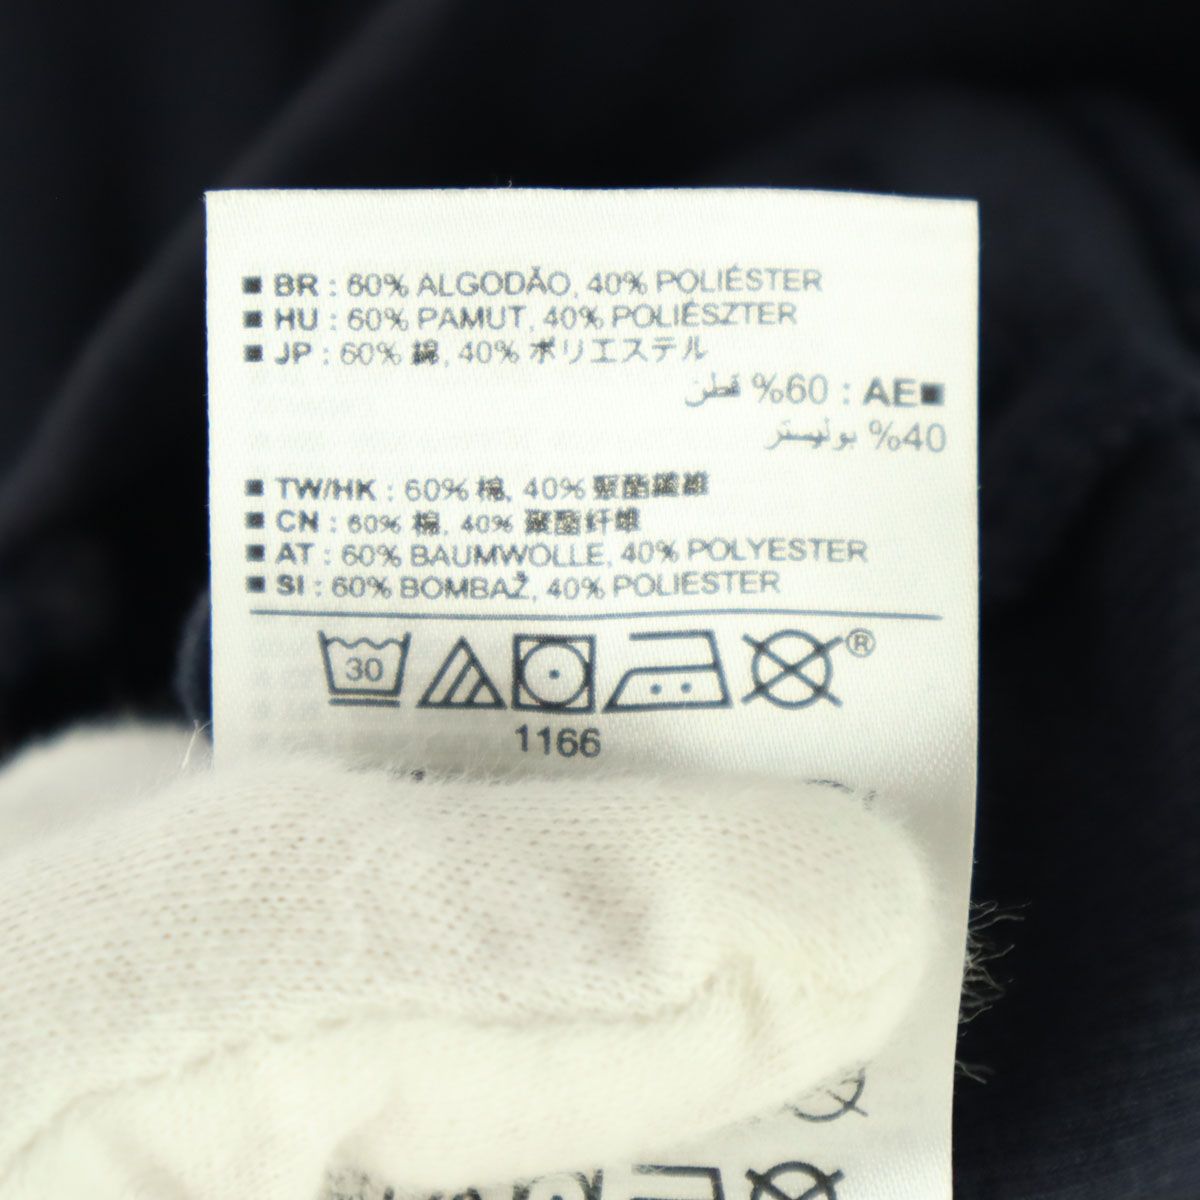 ■ BR : 60% ALGODÃO, 40% POLIÉSTER
■ HU : 60% PAMUT, 40% POLIÉSZTER
■ JP : 60% 綿, 40% ポリエステル
■AE : 60% قطن
40% بوليستر
■ TW/HK : 60% 棉, 40% 聚酯纖維
■ CN : 60% 棉, 40% 聚酯纤维
■ AT : 60% BAUMWOLLE, 40% POLYESTER
■ SI : 60% BOMBAŽ, 40% POLIESTER
30 ®
1166